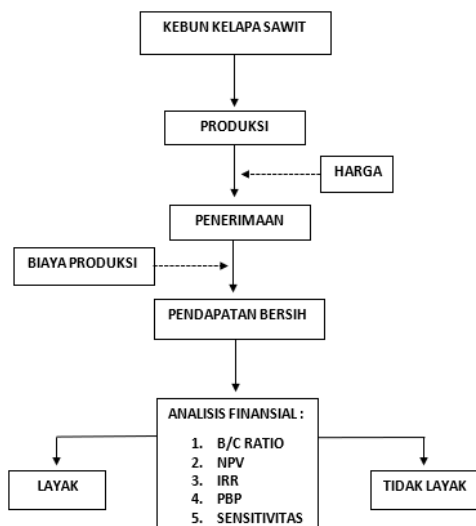 KEBUN KELAPA SAWIT
PRODUKSI
HARGA
PENERIMAAN
BIAYA PRODUKSI
PENDAPATAN BERSIH
ANALISIS FINANSIAL :
1. B/C RATIO
2. NPV
3. IRR
4. PBP
5. SENSITIVITAS
LAYAK
TIDAK LAYAK